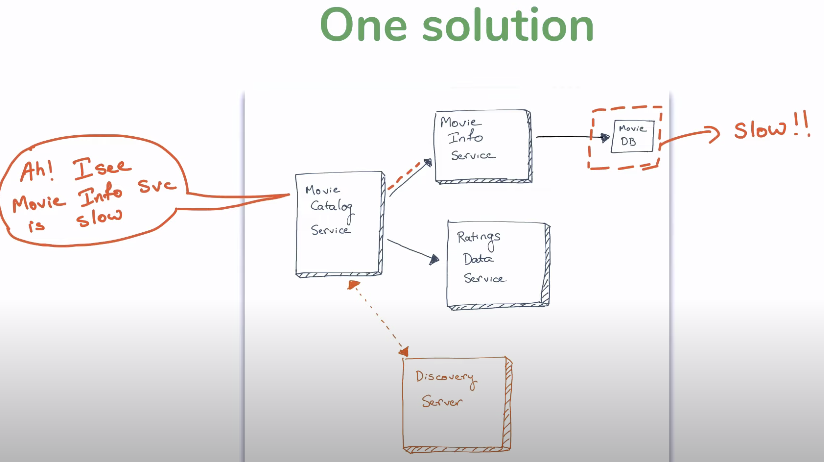 One solution
Ah! I see
Movie Info Svc
is slow
Movie
Catalog
Service
Movie
Info
Service
Movie
DB
Slow!!
Ratings
Data
Service
Discovery
Server